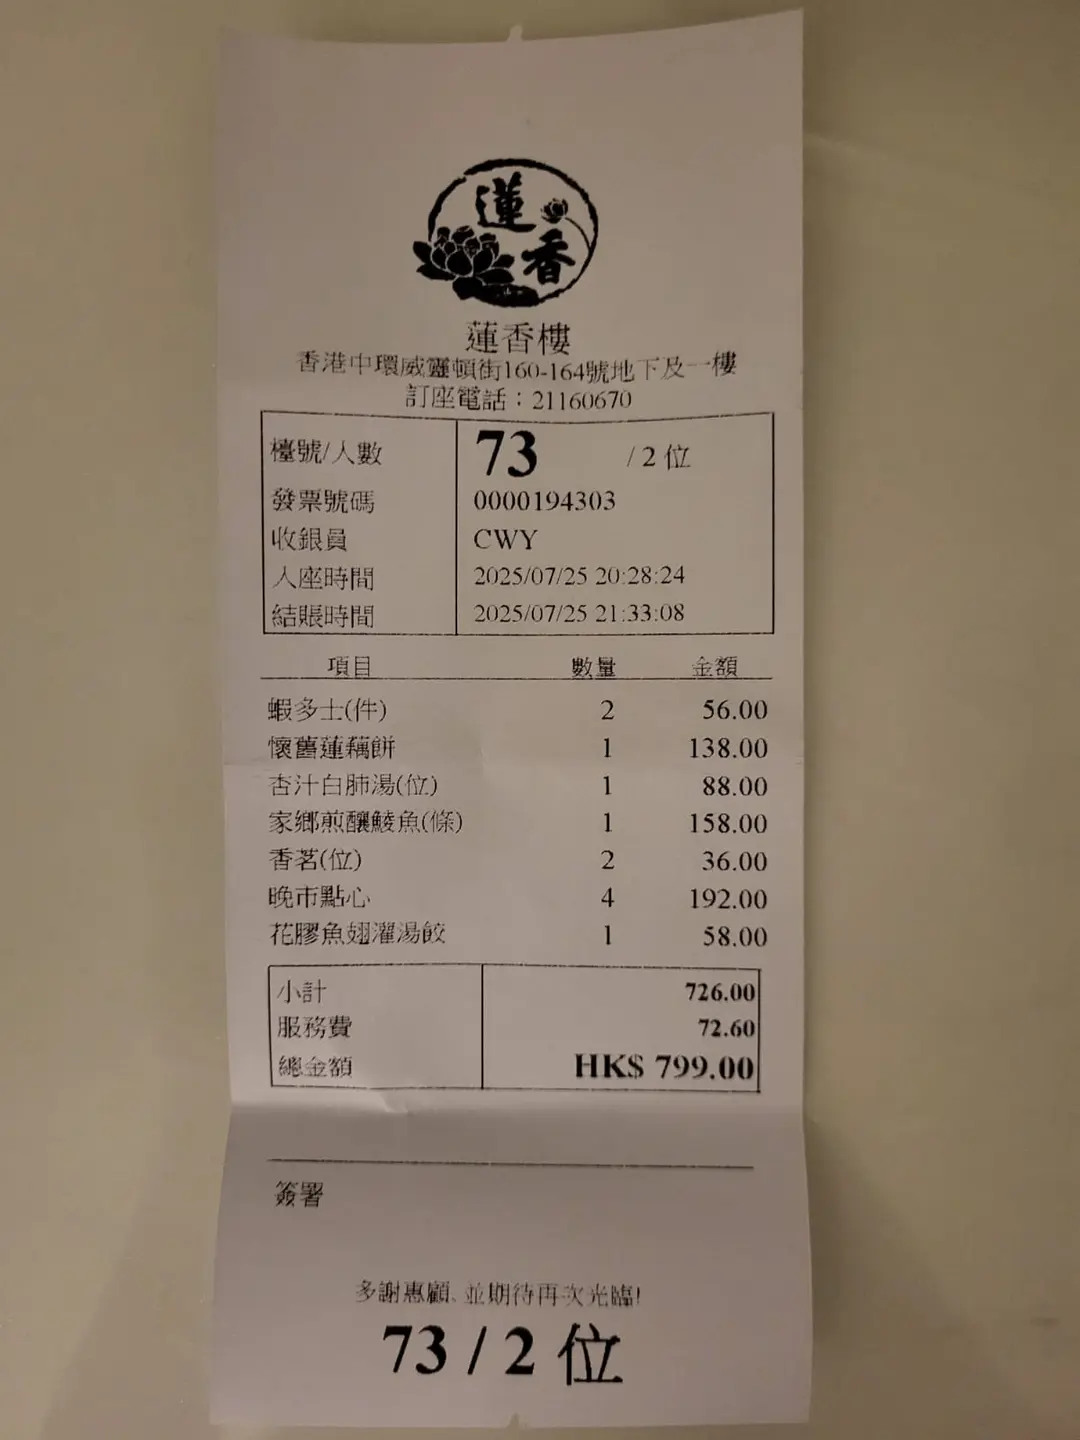 蓮香
蓮香樓
香港中環威靈頓街160-164號地下及一樓
訂座電話：21160670
檯號/人數 73 / 2 位
發票號碼 0000194303
收銀員 CWY
入座時間 2025/07/25 20:28:24
結賬時間 2025/07/25 21:33:08
項目 數量 金額
蝦多士(件) 2 56.00
懷舊蓮藕餅 1 138.00
杏汁白肺湯(位) 1 88.00
家鄉煎釀鯪魚(條) 1 158.00
香茗(位) 2 36.00
晚市點心 4 192.00
花膠魚翅灌湯餃 1 58.00
小計 726.00
服務費 72.60
總金額 HK$ 799.00
簽署
多謝惠顧、並期待再次光臨!
73 / 2 位